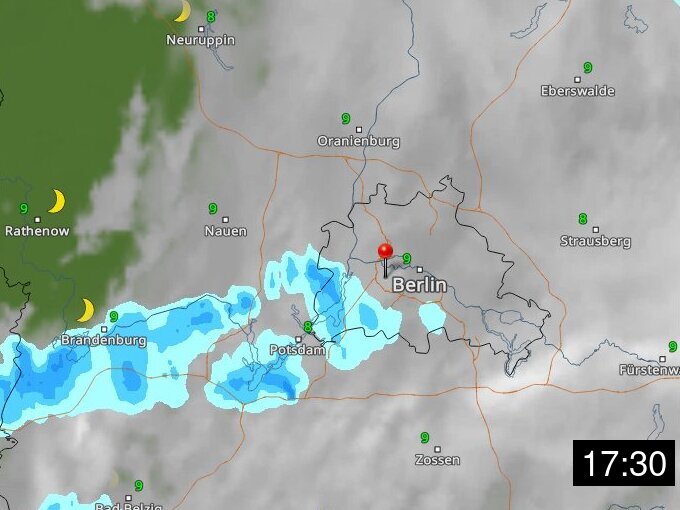 8
Neuruppin
9
Eberswalde
9
Oranienburg
9
Rathenow
9
Nauen
8
Strausberg
9
Berlin
9
Brandenburg
8
Potsdam
9
Fürstenwa
9
Zossen
17:30
9
Bad Belzig